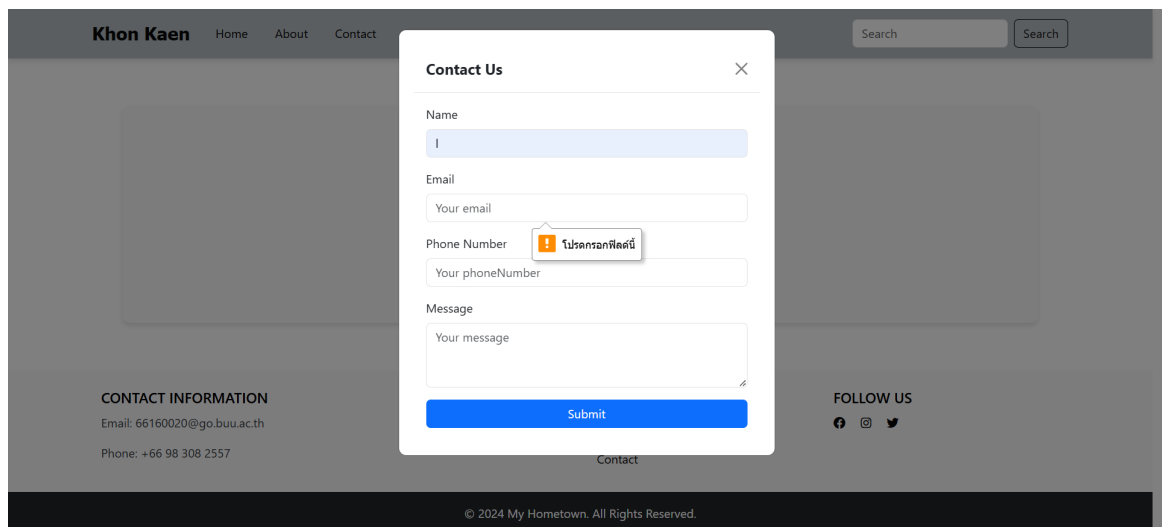 Khon Kaen Home About Contact Search Search
Contact Us
Name
l
Email
Your email
โปรดกรอกฟิลด์นี้
Phone Number
Your phoneNumber
Message
Your message
Submit
CONTACT INFORMATION
Email: 66160020@go.buu.ac.th
Phone: +66 98 308 2557
Contact
FOLLOW US
© 2024 My Hometown. All Rights Reserved.